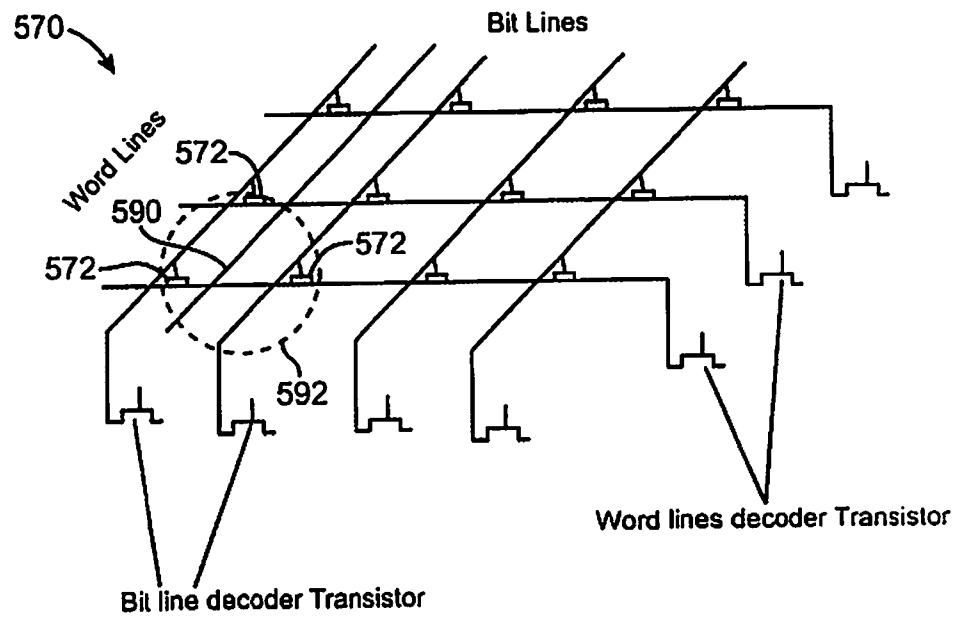 570
Bit Lines
Word Lines
572
590
572
572
592
Word lines decoder Transistor
Bit line decoder Transistor